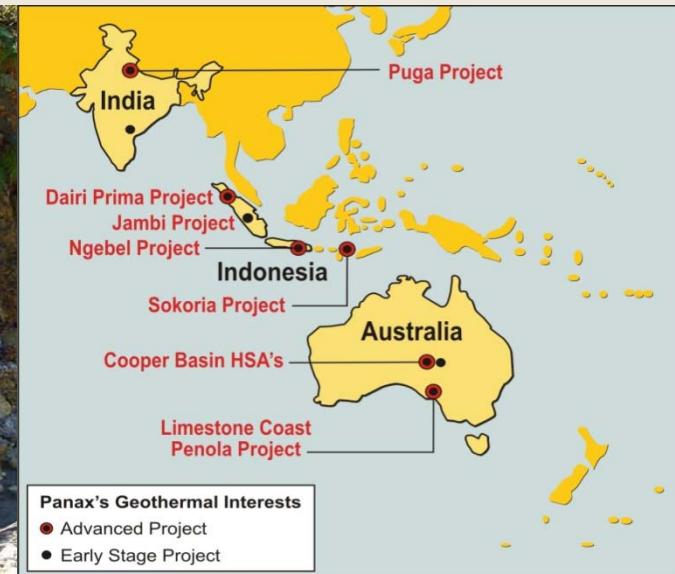 Puga Project
India
Dairi Prima Project
Jambi Project
Ngebel Project
Indonesia
Sokoria Project
Australia
Cooper Basin HSA's
Limestone Coast
Penola Project
Panax's Geothermal Interests
Advanced Project
Early Stage Project